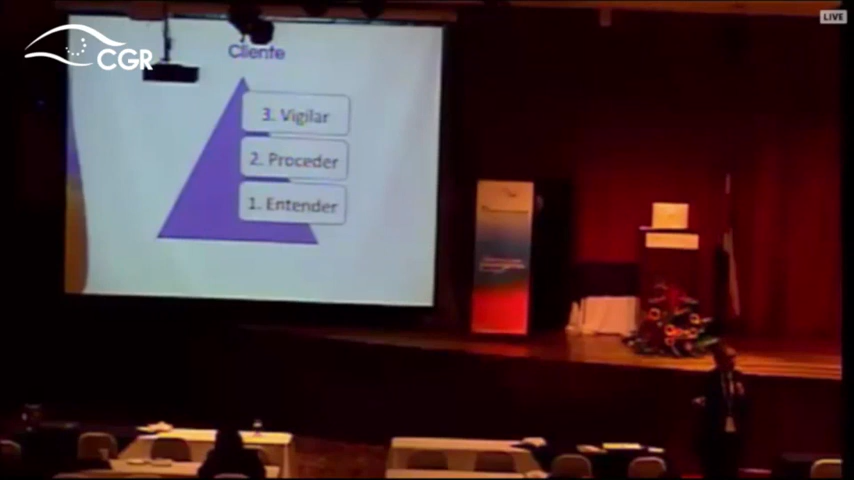 LIVE
CGR
Cliente
3. Vigilar
2. Proceder
1. Entender